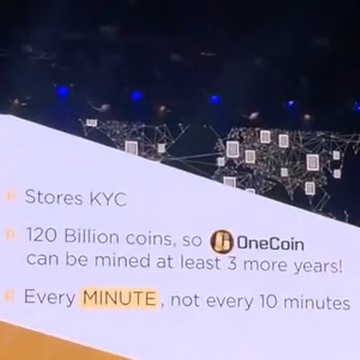 Stores KYC
120 Billion coins, so OneCoin
can be mined at least 3 more years!
Every MINUTE, not every 10 minutes